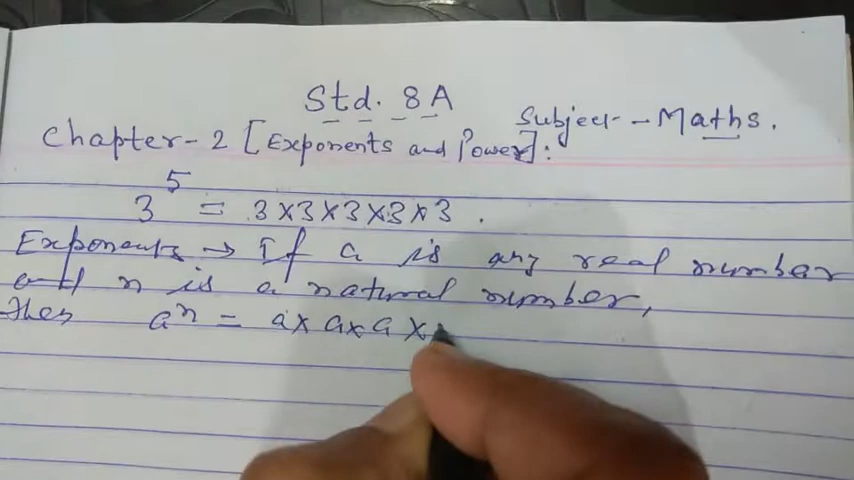 Std. 8A
Subject - Maths.
Chapter - 2 [Exponents and Power]:
3⁵ = 3×3×3×3×3.
Exponents → If a is any real number
and n is a natural number,
then aⁿ = a×a×a×